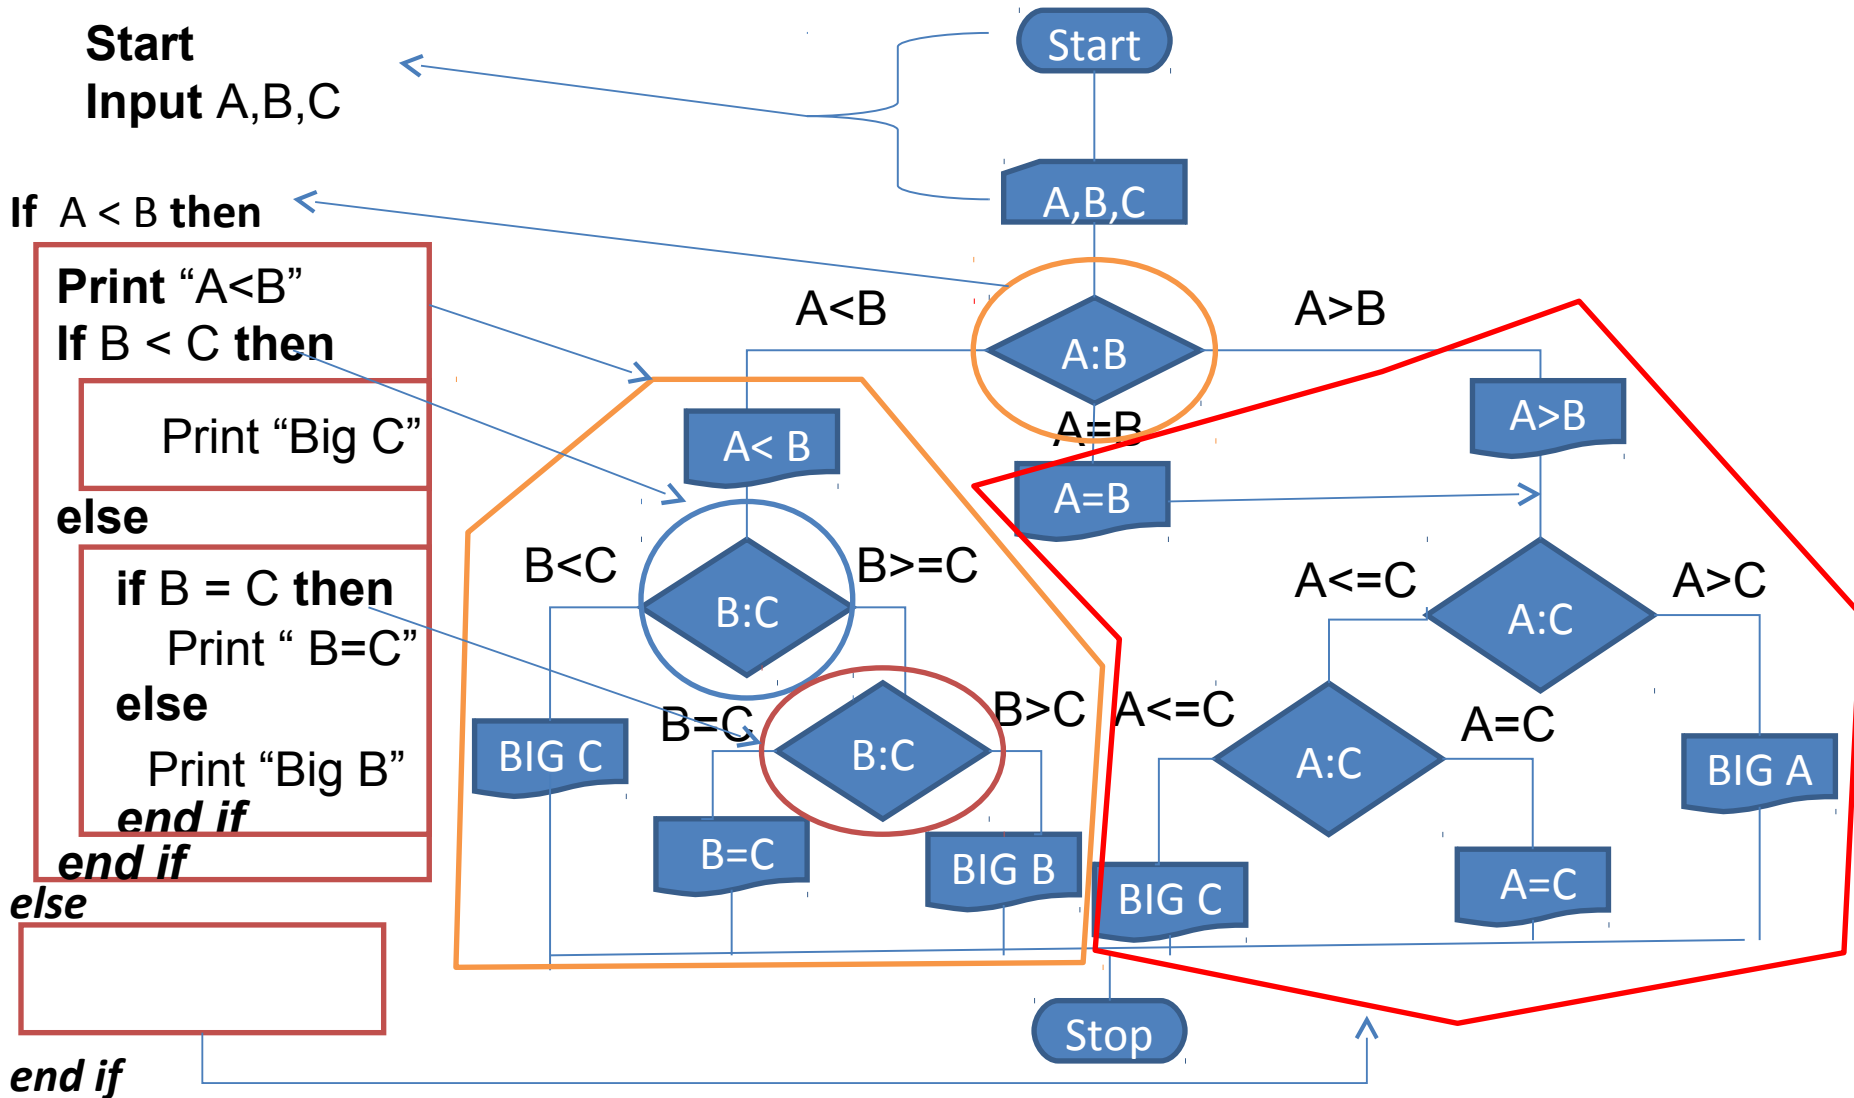 Start
Input A,B,C
If A < B then
Print “A<B”
If B < C then
Print “Big C”
else
if B = C then
Print “ B=C”
else
Print “Big B”
end if
end if
else
end if
Start
A,B,C
A<B
A:B
A>B
A=B
A< B
A=B
A>B
B<C
B:C
B>=C
A<=C
A:C
A>C
B=C
B:C
B>C
A<=C
A:C
A=C
BIG C
B=C
BIG B
BIG C
A=C
BIG A
Stop